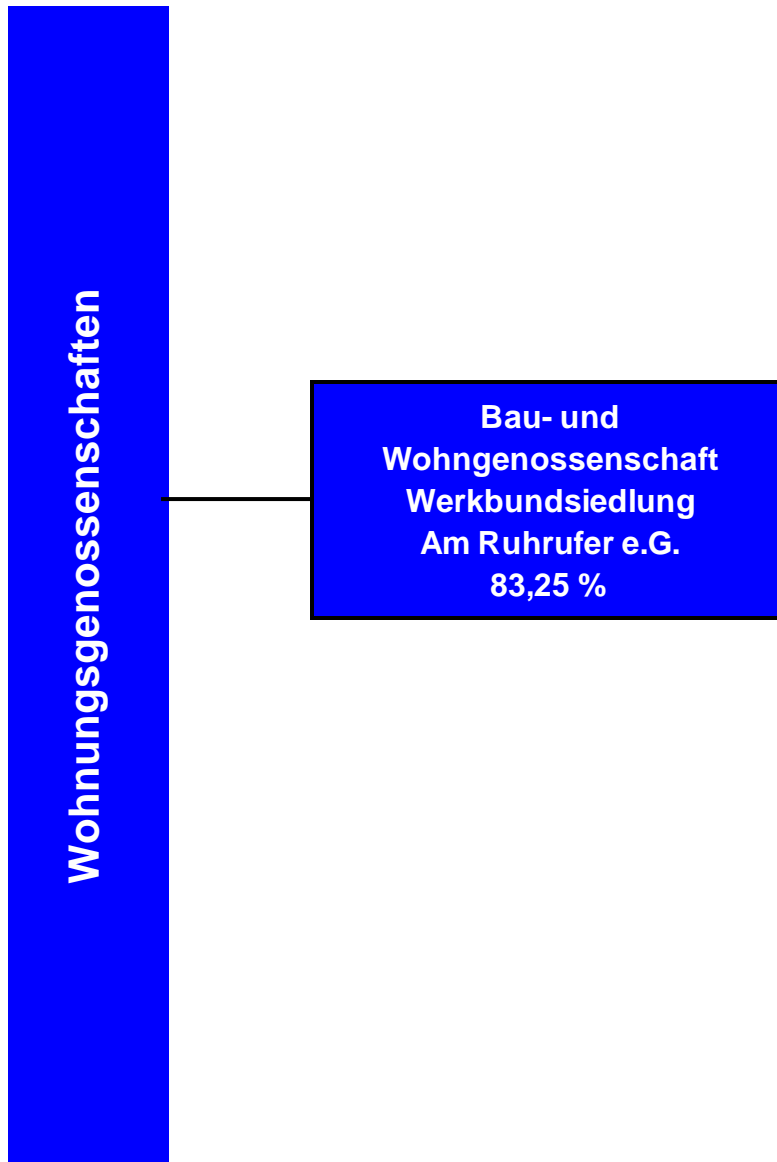 Wohnungsgenossenschaften
Bau- und
Wohngenossenschaft
Werkbundsiedlung
Am Ruhrufer e.G.
83,25 %